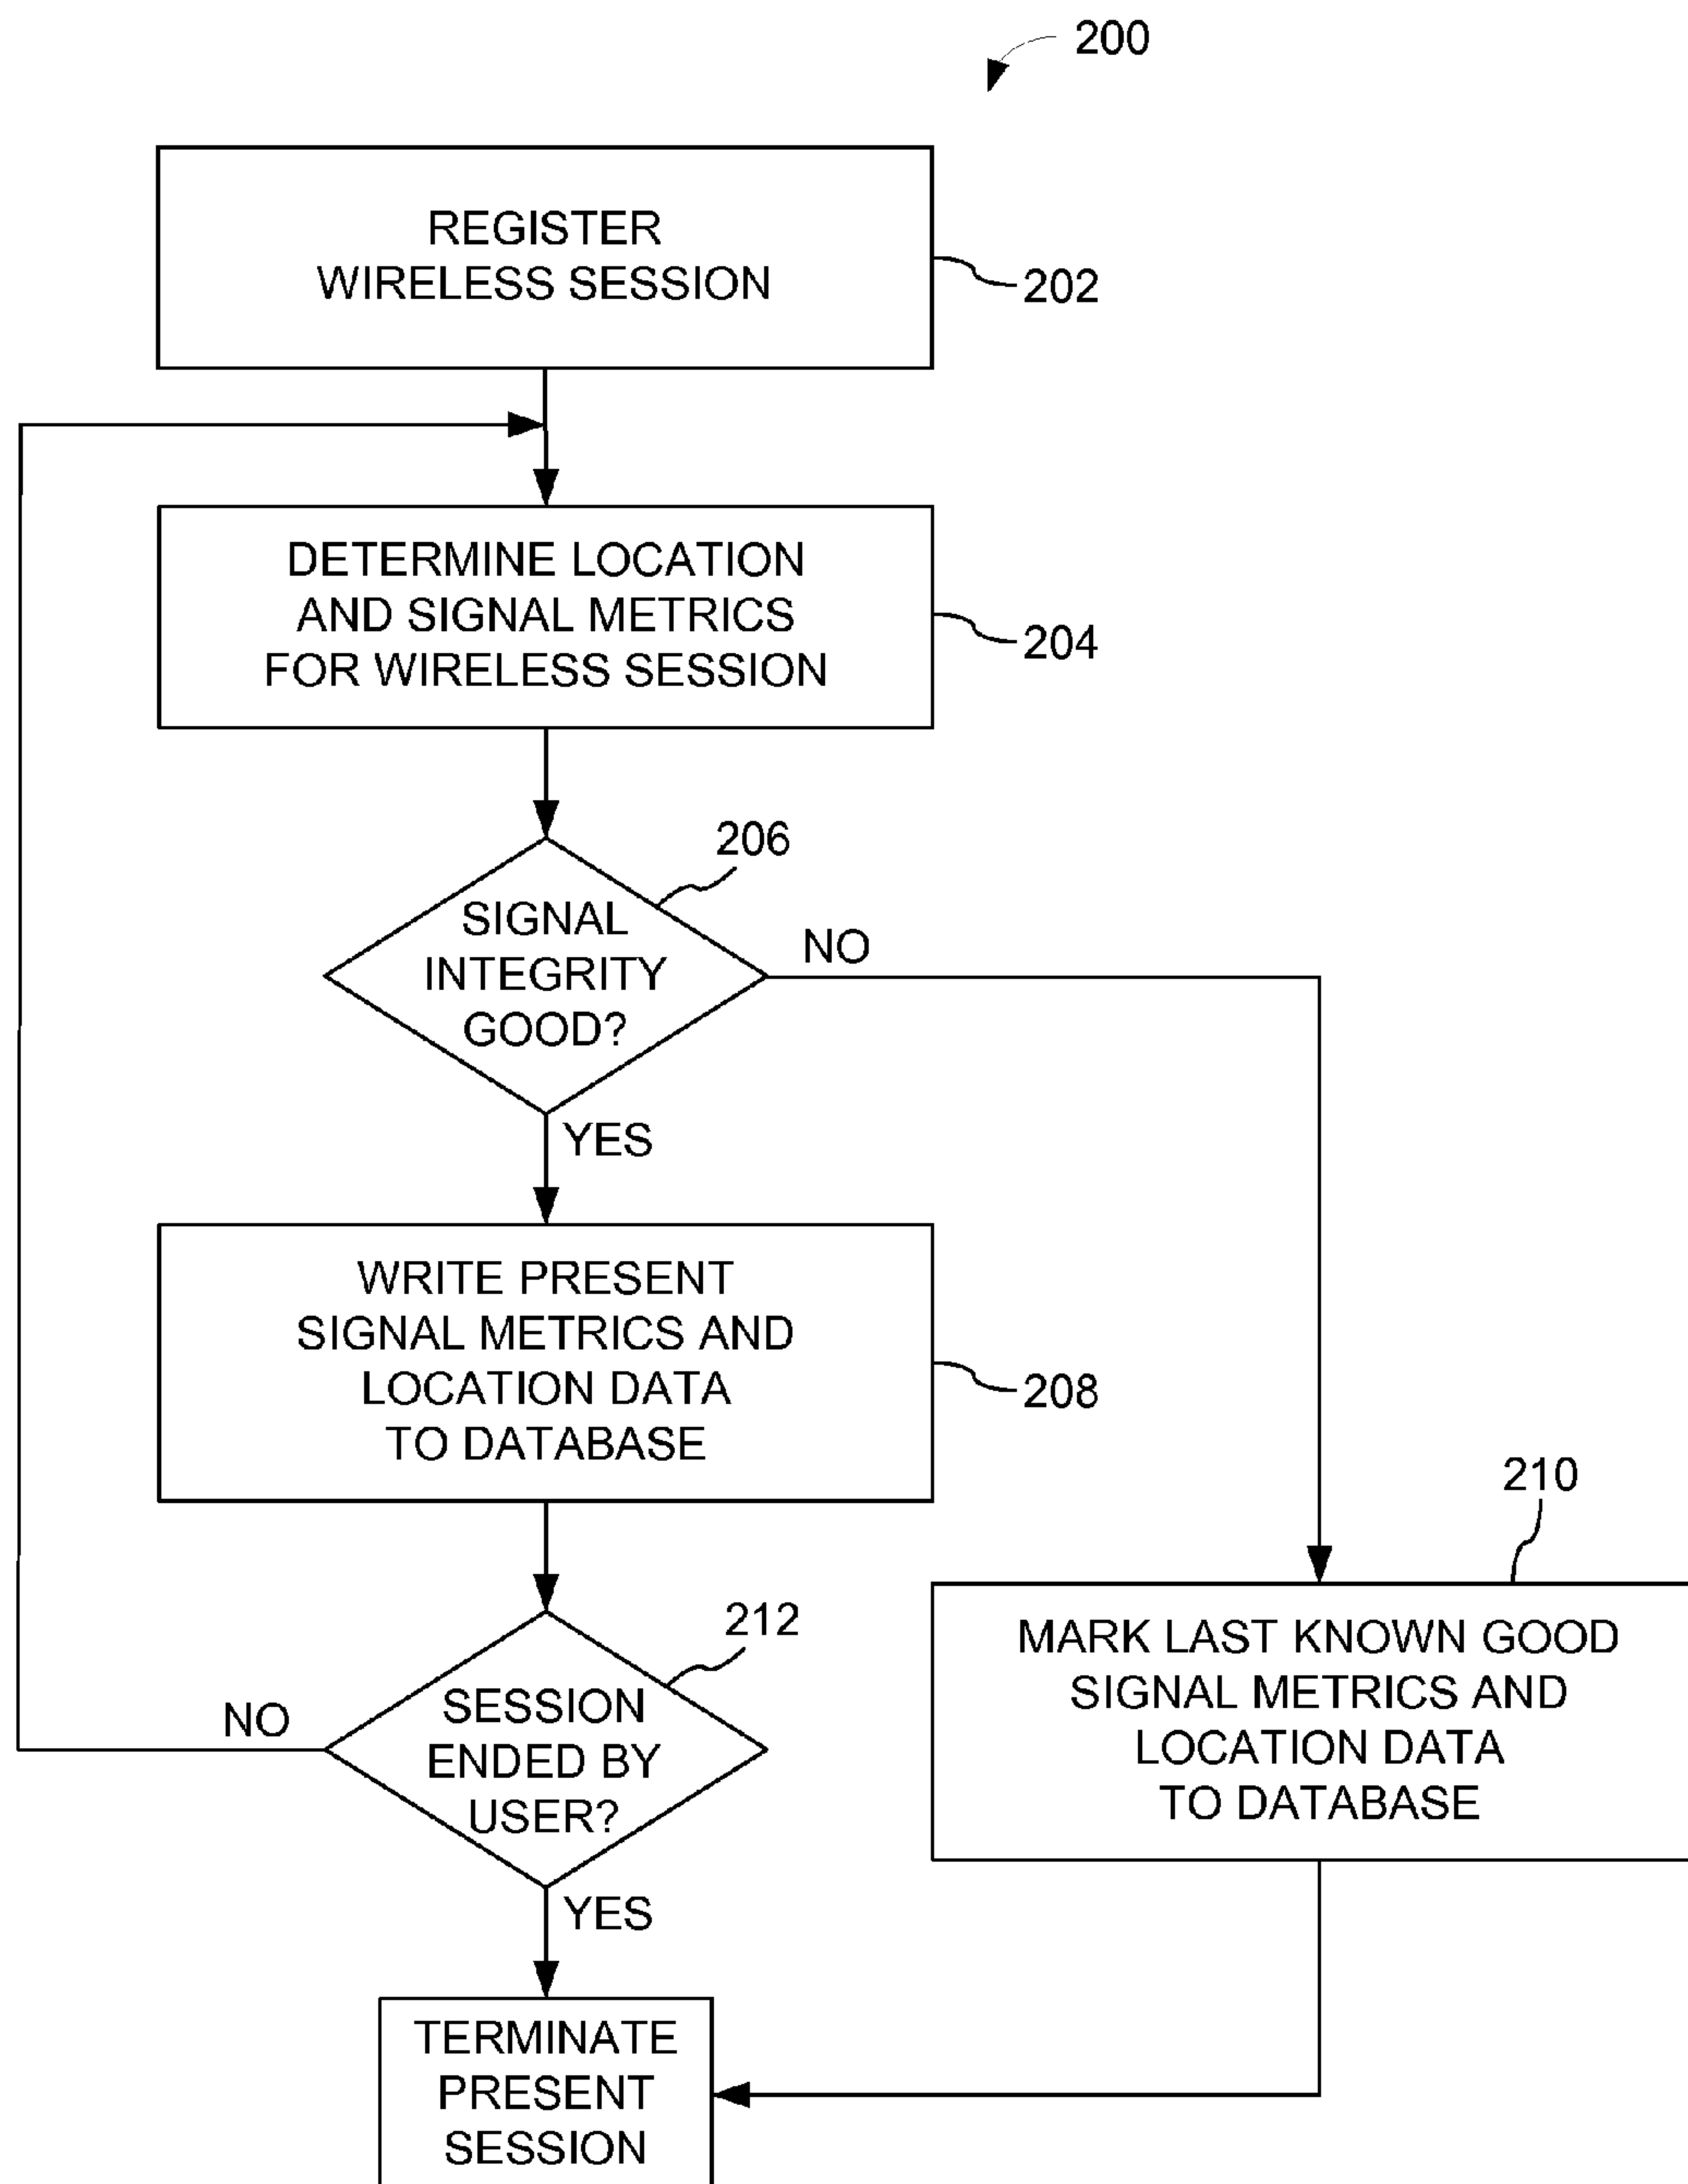 200
REGISTER
WIRELESS SESSION
202
DETERMINE LOCATION
AND SIGNAL METRICS
FOR WIRELESS SESSION
204
206
SIGNAL
INTEGRITY
GOOD?
NO
YES
WRITE PRESENT
SIGNAL METRICS AND
LOCATION DATA
TO DATABASE
208
210
MARK LAST KNOWN GOOD
SIGNAL METRICS AND
LOCATION DATA
TO DATABASE
212
SESSION
ENDED BY
USER?
NO
YES
TERMINATE
PRESENT
SESSION